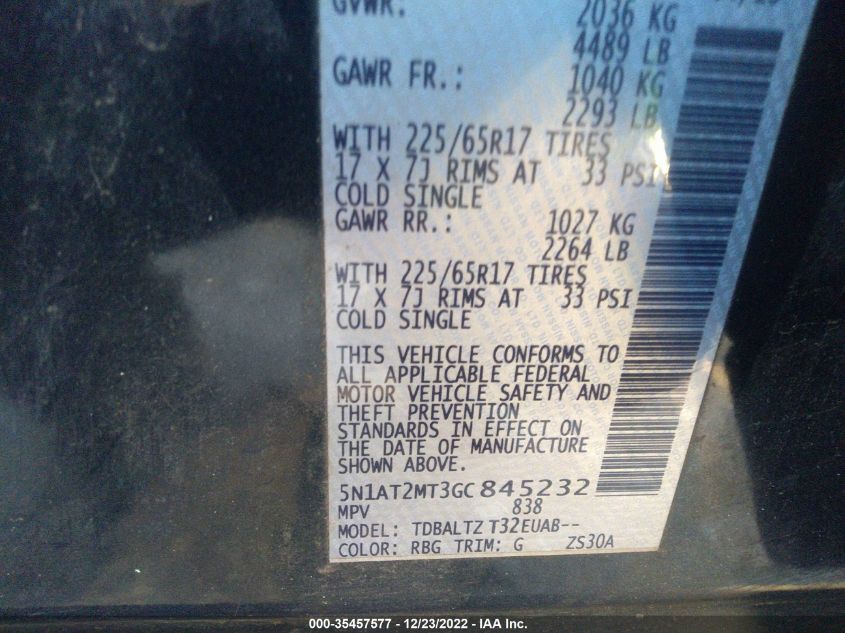 GVWR: 2036 KG
4489 LB
GAWR FR.: 1040 KG
2293 LB
WITH 225/65R17 TIRES
17 X 7J RIMS AT 33 PSI
COLD SINGLE
GAWR RR.: 1027 KG
2264 LB
WITH 225/65R17 TIRES
17 X 7J RIMS AT 33 PSI
COLD SINGLE
THIS VEHICLE CONFORMS TO
ALL APPLICABLE FEDERAL
MOTOR VEHICLE SAFETY AND
THEFT PREVENTION
STANDARDS IN EFFECT ON
THE DATE OF MANUFACTURE
SHOWN ABOVE.
5N1AT2MT3GC845232
MPV 838
MODEL: TDBALTZ T32EUAB--
COLOR: RBG TRIM: G ZS30A
000-35457577 - 12/23/2022 - IAA Inc.